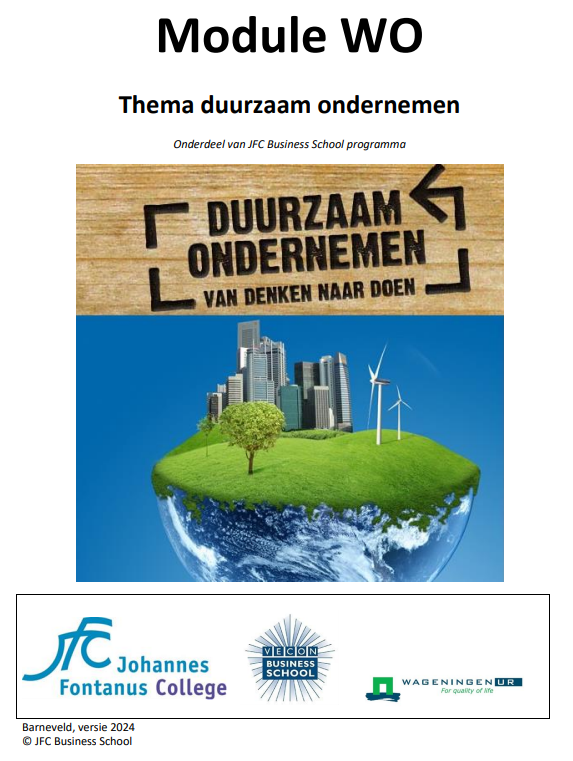 Module WO
Thema duurzaam ondernemen
Onderdeel van JFC Business School programma
DUURZAAM
ONDERNEMEN
VAN DENKEN NAAR DOEN
JFC Johannes
Fontanus College
VECON
BUSINESS
SCHOOL
WAGENINGEN UR
For quality of life
Barneveld, versie 2024
© JFC Business School